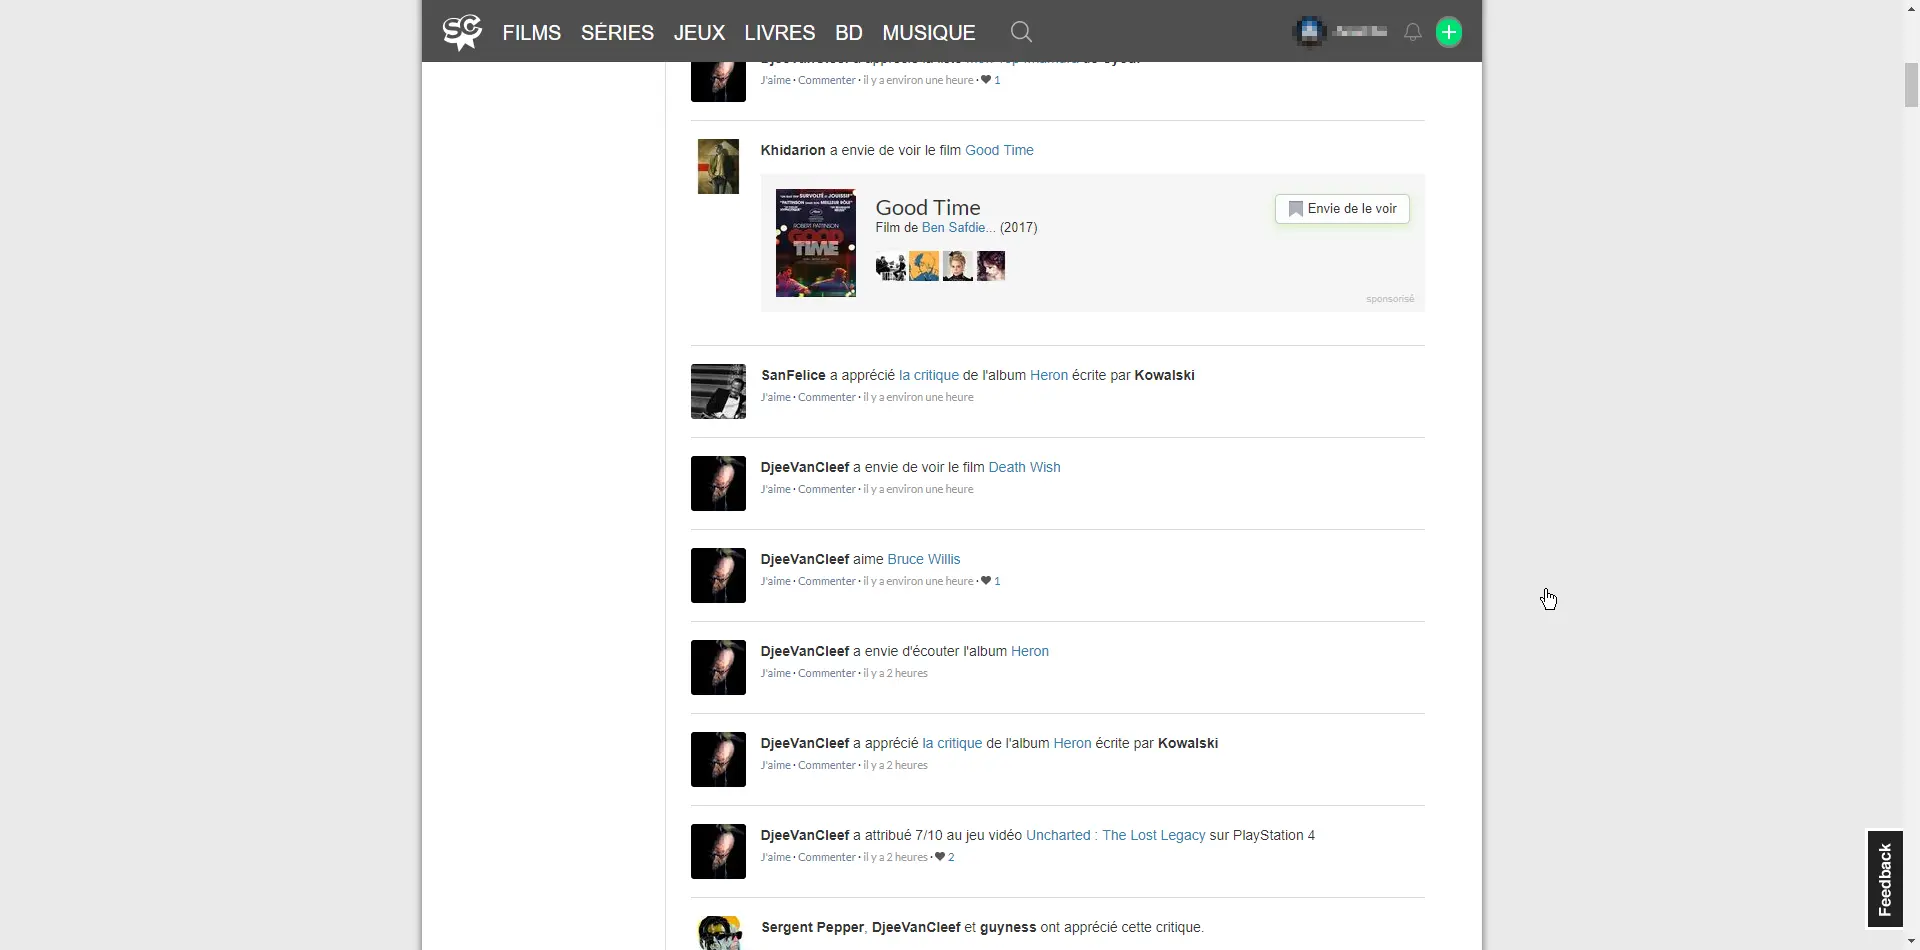 SC FILMS SÉRIES JEUX LIVRES BD MUSIQUE
J'aime · Commenter · il y a environ une heure · ♥ 1
Khidarion a envie de voir le film Good Time
Good Time
Envie de le voir
Film de Ben Safdie... (2017)
ROBERT PATTINSON
GOOD
TIME
sponsorisé
SanFelice a apprécié la critique de l'album Heron écrite par Kowalski
J'aime · Commenter · il y a environ une heure
DjeeVanCleef a envie de voir le film Death Wish
J'aime · Commenter · il y a environ une heure
DjeeVanCleef aime Bruce Willis
J'aime · Commenter · il y a environ une heure · ♥ 1
DjeeVanCleef a envie d'écouter l'album Heron
J'aime · Commenter · il y a 2 heures
DjeeVanCleef a apprécié la critique de l'album Heron écrite par Kowalski
J'aime · Commenter · il y a 2 heures
DjeeVanCleef a attribué 7/10 au jeu vidéo Uncharted : The Lost Legacy sur PlayStation 4
J'aime · Commenter · il y a 2 heures · ♥ 2
Sergent Pepper, DjeeVanCleef et guyness ont apprécié cette critique.
Feedback